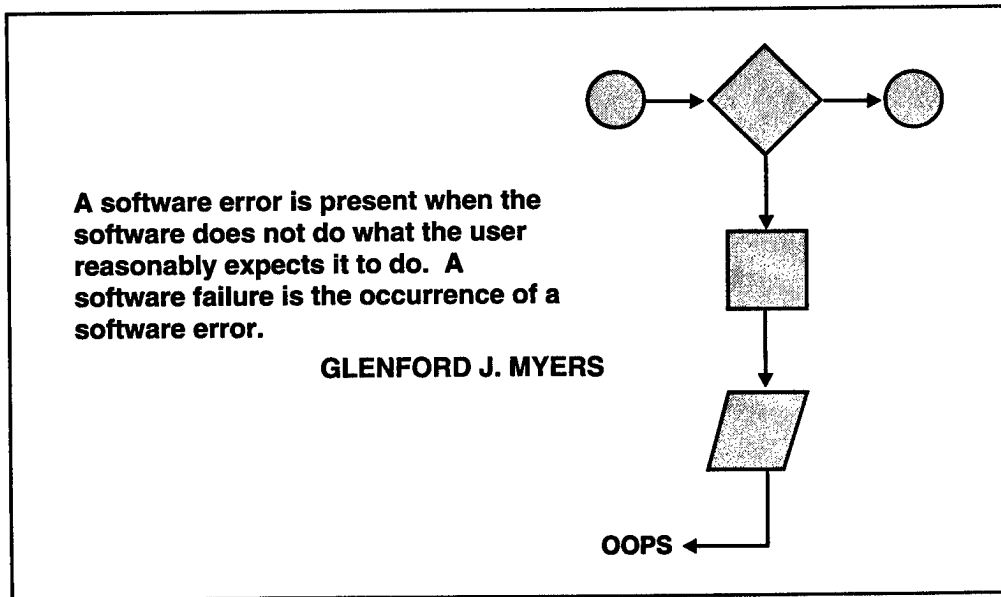 A software error is present when the
software does not do what the user
reasonably expects it to do. A
software failure is the occurrence of a
software error.
GLENFORD J. MYERS
OOPS